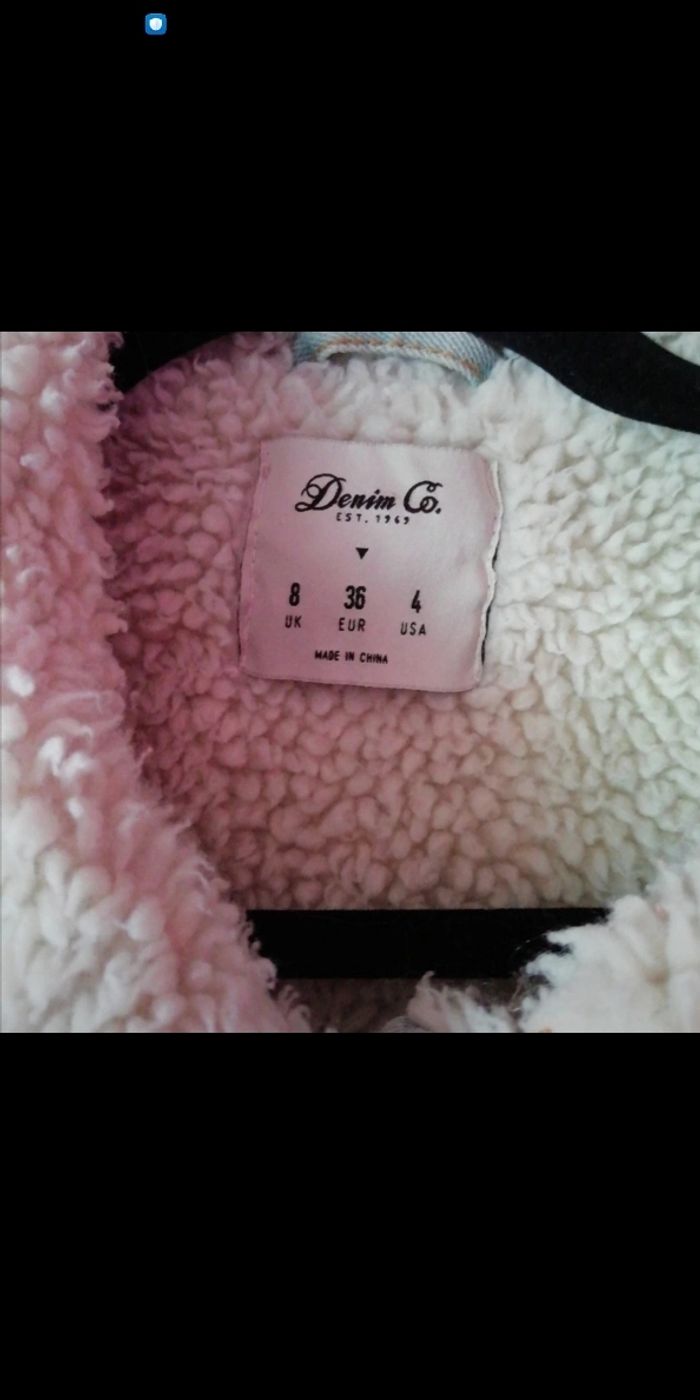 Denim Co.
EST. 1969
8 36 4
UK EUR USA
MADE IN CHINA